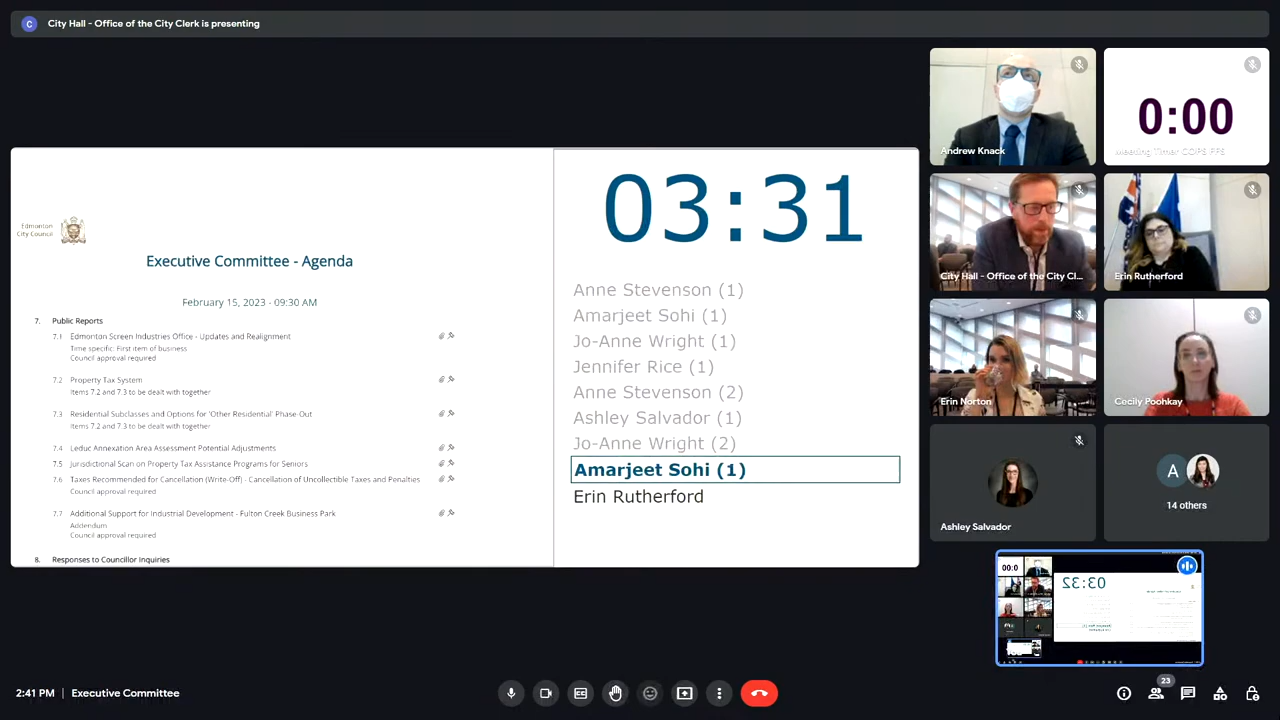 C City Hall - Office of the City Clerk is presenting
Edmonton
City Council
Executive Committee - Agenda
February 15, 2023 - 09:30 AM
7. Public Reports
7.1 Edmonton Screen Industries Office - Updates and Realignment
Time specific: First item of business
Council approval required
7.2 Property Tax System
Items 7.2 and 7.3 to be dealt with together
7.3 Residential Subclasses and Options for 'Other Residential' Phase Out
Items 7.2 and 7.3 to be dealt with together
7.4 Leduc Annexation Area Assessment Potential Adjustments
7.5 Jurisdictional Scan on Property Tax Assistance Programs for Seniors
7.6 Taxes Recommended for Cancellation (Write-Off) - Cancellation of Uncollectible Taxes and Penalties
Council approval required
7.7 Additional Support for Industrial Development - Fulton Creek Business Park
Addendum
Council approval required
8. Responses to Councillor Inquiries
03:31
Anne Stevenson (1)
Amarjeet Sohi (1)
Jo-Anne Wright (1)
Jennifer Rice (1)
Anne Stevenson (2)
Ashley Salvador (1)
Jo-Anne Wright (2)
Amarjeet Sohi (1)
Erin Rutherford
Andrew Knack
0:00
Meeting Timer COPS PPS
City Hall - Office of the City Cl...
Erin Rutherford
Erin Norton
Cecily Poohkay
Ashley Salvador
A
14 others
00:0
03:32
2:41 PM | Executive Committee
23